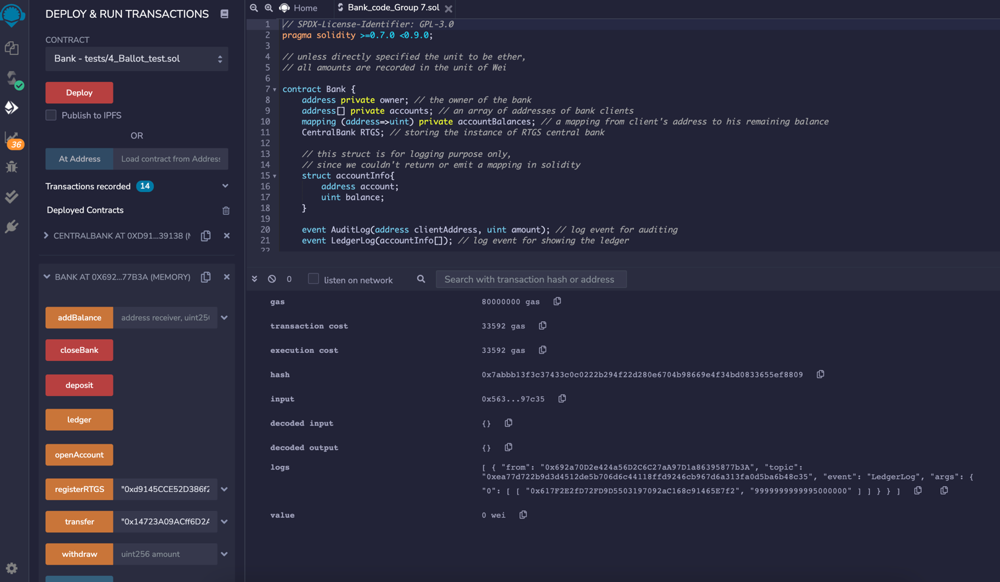 DEPLOY & RUN TRANSACTIONS
CONTRACT
Bank - tests/4_Ballot_test.sol
Deploy
Publish to IPFS
OR
36
At Address
Load contract from Address
Transactions recorded 14
Deployed Contracts
CENTRALBANK AT 0XD91...39138 (M
BANK AT 0X692...77B3A (MEMORY)
addBalance
address receiver, uint25
closeBank
deposit
ledger
openAccount
registerRTGS
"0xd9145CCE52D386f2
transfer
"0x14723A09ACff6D2A
withdraw
uint256 amount
Home
Bank_code_Group 7.sol
1 // SPDX-License-Identifier: GPL-3.0
2 pragma solidity >=0.7.0 <0.9.0;
3
4 // unless directly specified the unit to be ether,
5 // all amounts are recorded in the unit of Wei
6
7 contract Bank {
8 address private owner; // the owner of the bank
9 address[] private accounts; // an array of addresses of bank clients
10 mapping (address=>uint) private accountBalances; // a mapping from client's address to his remaining balance
11 CentralBank RTGS; // storing the instance of RTGS central bank
12
13 // this struct is for logging purpose only,
14 // since we couldn't return or emit a mapping in solidity
15 struct accountInfo{
16 address account;
17 uint balance;
18 }
19
20 event AuditLog(address clientAddress, uint amount); // log event for auditing
21 event LedgerLog(accountInfo[]); // log event for showing the ledger
22
0
listen on network
Search with transaction hash or address
gas 80000000 gas
transaction cost 33592 gas
execution cost 33592 gas
hash 0x7abbb13f3c37433c0c0222b294f22d280e6704b98669e4f34bd0833655ef8809
input 0x563...97c35
decoded input {}
decoded output {}
logs [ { "from": "0x692a70D2e424a56D2C6C27aA97D1a86395877b3A", "topic":
"0xea77d722b9d3d4512de5b706d6c44118ffd9246cb967d6a313fa0d5ba6b48c35", "event": "LedgerLog", "args": {
"0": [ [ "0x617F2E2fD72FD9D5503197092aC168c91465E7f2", "9999999999995000000" ] ] } } ]
value 0 wei